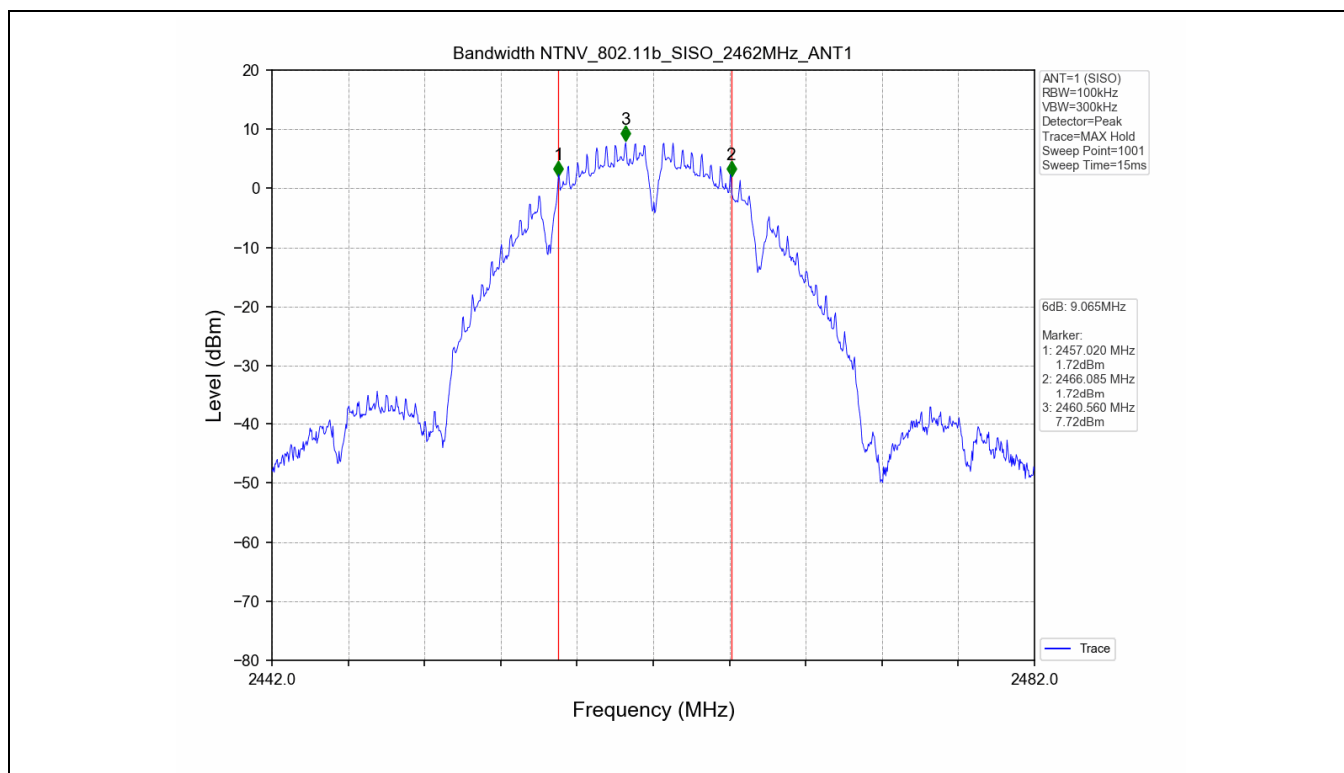 Bandwidth NTNV_802.11b_SISO_2462MHz_ANT1
20
10
0
−10
−20
−30
−40
−50
−60
−70
−80
Level (dBm)
1
3
2
2442.0
2482.0
Frequency (MHz)
ANT=1 (SISO)
RBW=100kHz
VBW=300kHz
Detector=Peak
Trace=MAX Hold
Sweep Point=1001
Sweep Time=15ms
6dB: 9.065MHz
Marker:
1: 2457.020 MHz
1.72dBm
2: 2466.085 MHz
1.72dBm
3: 2460.560 MHz
7.72dBm
Trace